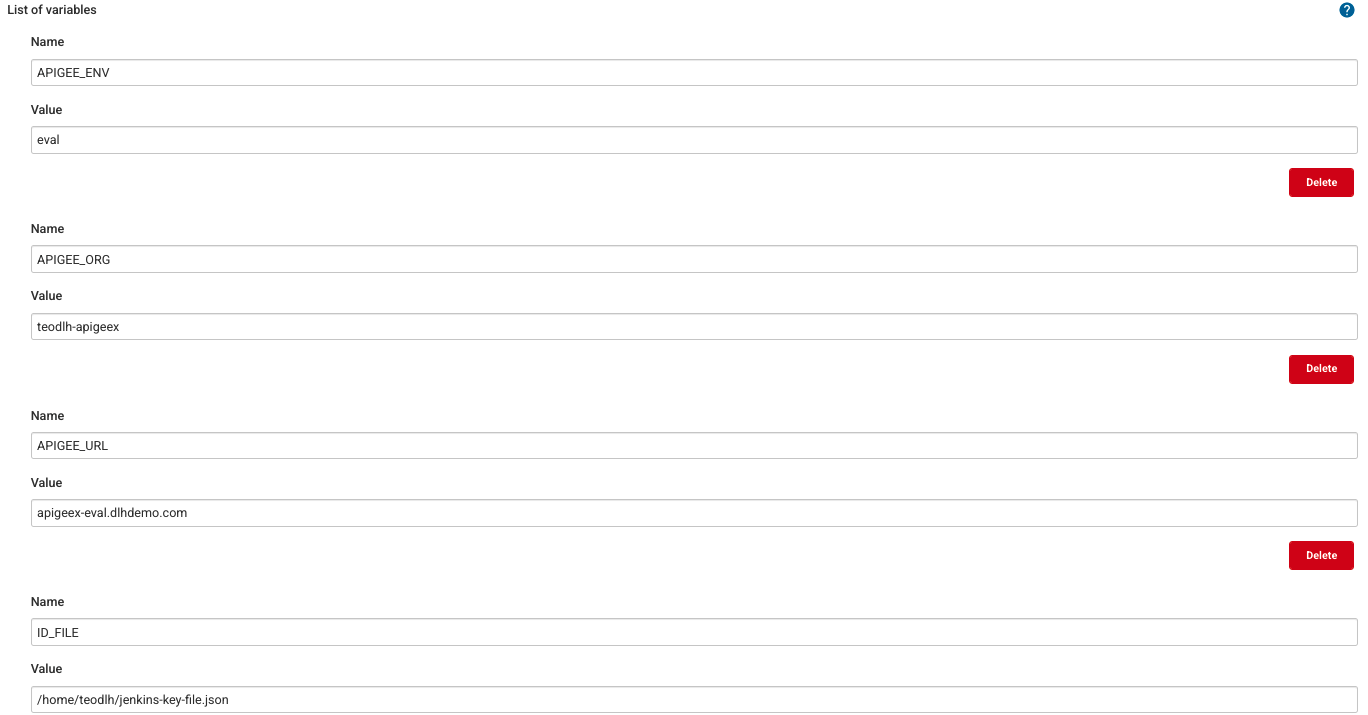 List of variables
?
Name
APIGEE_ENV
Value
eval
Delete
Name
APIGEE_ORG
Value
teodlh-apigeex
Delete
Name
APIGEE_URL
Value
apigeex-eval.dlhdemo.com
Delete
Name
ID_FILE
Value
/home/teodlh/jenkins-key-file.json